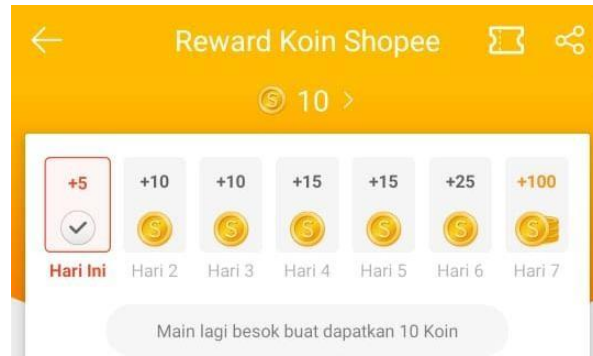 Reward Koin Shopee
10
+5 +10 +10 +15 +15 +25 +100
Hari Ini Hari 2 Hari 3 Hari 4 Hari 5 Hari 6 Hari 7
Main lagi besok buat dapatkan 10 Koin